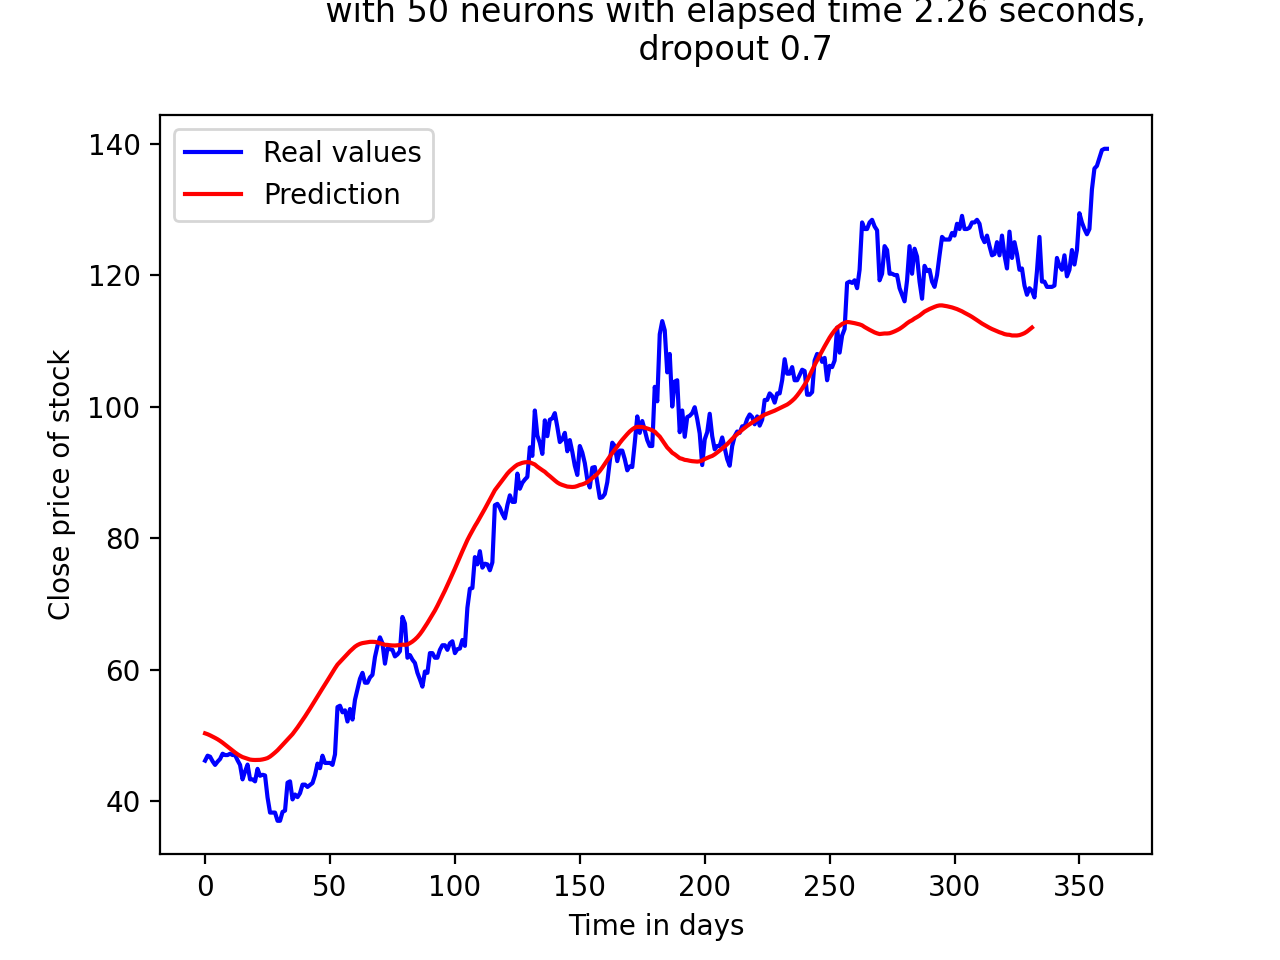 with 50 neurons with elapsed time 2.26 seconds,
dropout 0.7
140
120
100
80
60
40
Close price of stock
Real values
Prediction
0 50 100 150 200 250 300 350
Time in days